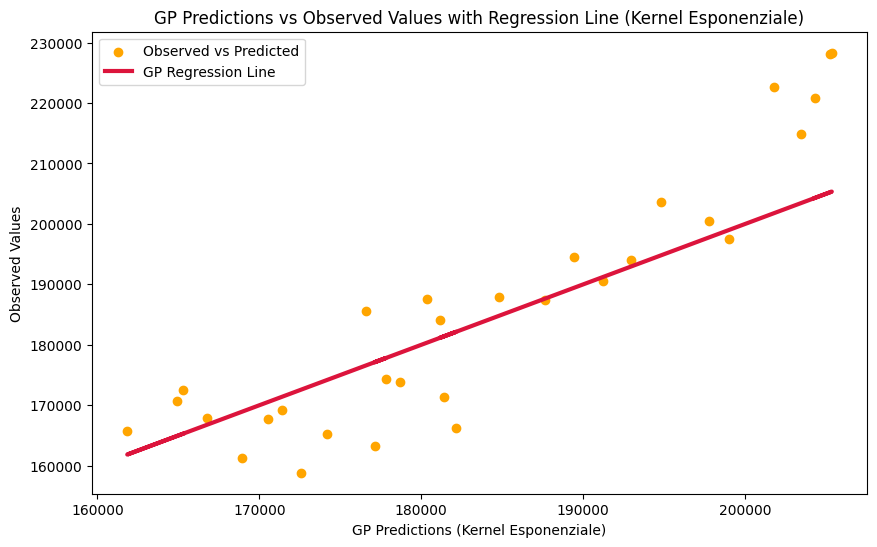 GP Predictions vs Observed Values with Regression Line (Kernel Esponenziale)
Observed vs Predicted
GP Regression Line
Observed Values
230000
220000
210000
200000
190000
180000
170000
160000
160000 170000 180000 190000 200000
GP Predictions (Kernel Esponenziale)